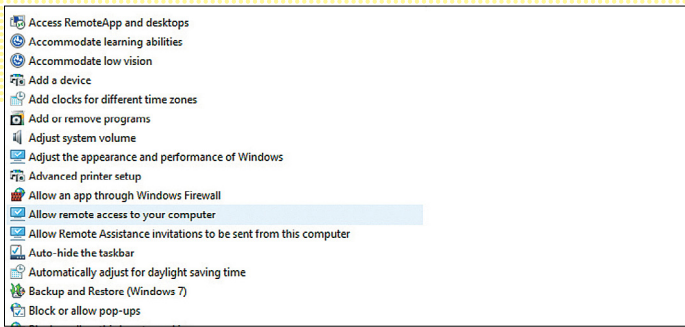 Access RemoteApp and desktops
Accommodate learning abilities
Accommodate low vision
Add a device
Add clocks for different time zones
Add or remove programs
Adjust system volume
Adjust the appearance and performance of Windows
Advanced printer setup
Allow an app through Windows Firewall
Allow remote access to your computer
Allow Remote Assistance invitations to be sent from this computer
Auto-hide the taskbar
Automatically adjust for daylight saving time
Backup and Restore (Windows 7)
Block or allow pop-ups